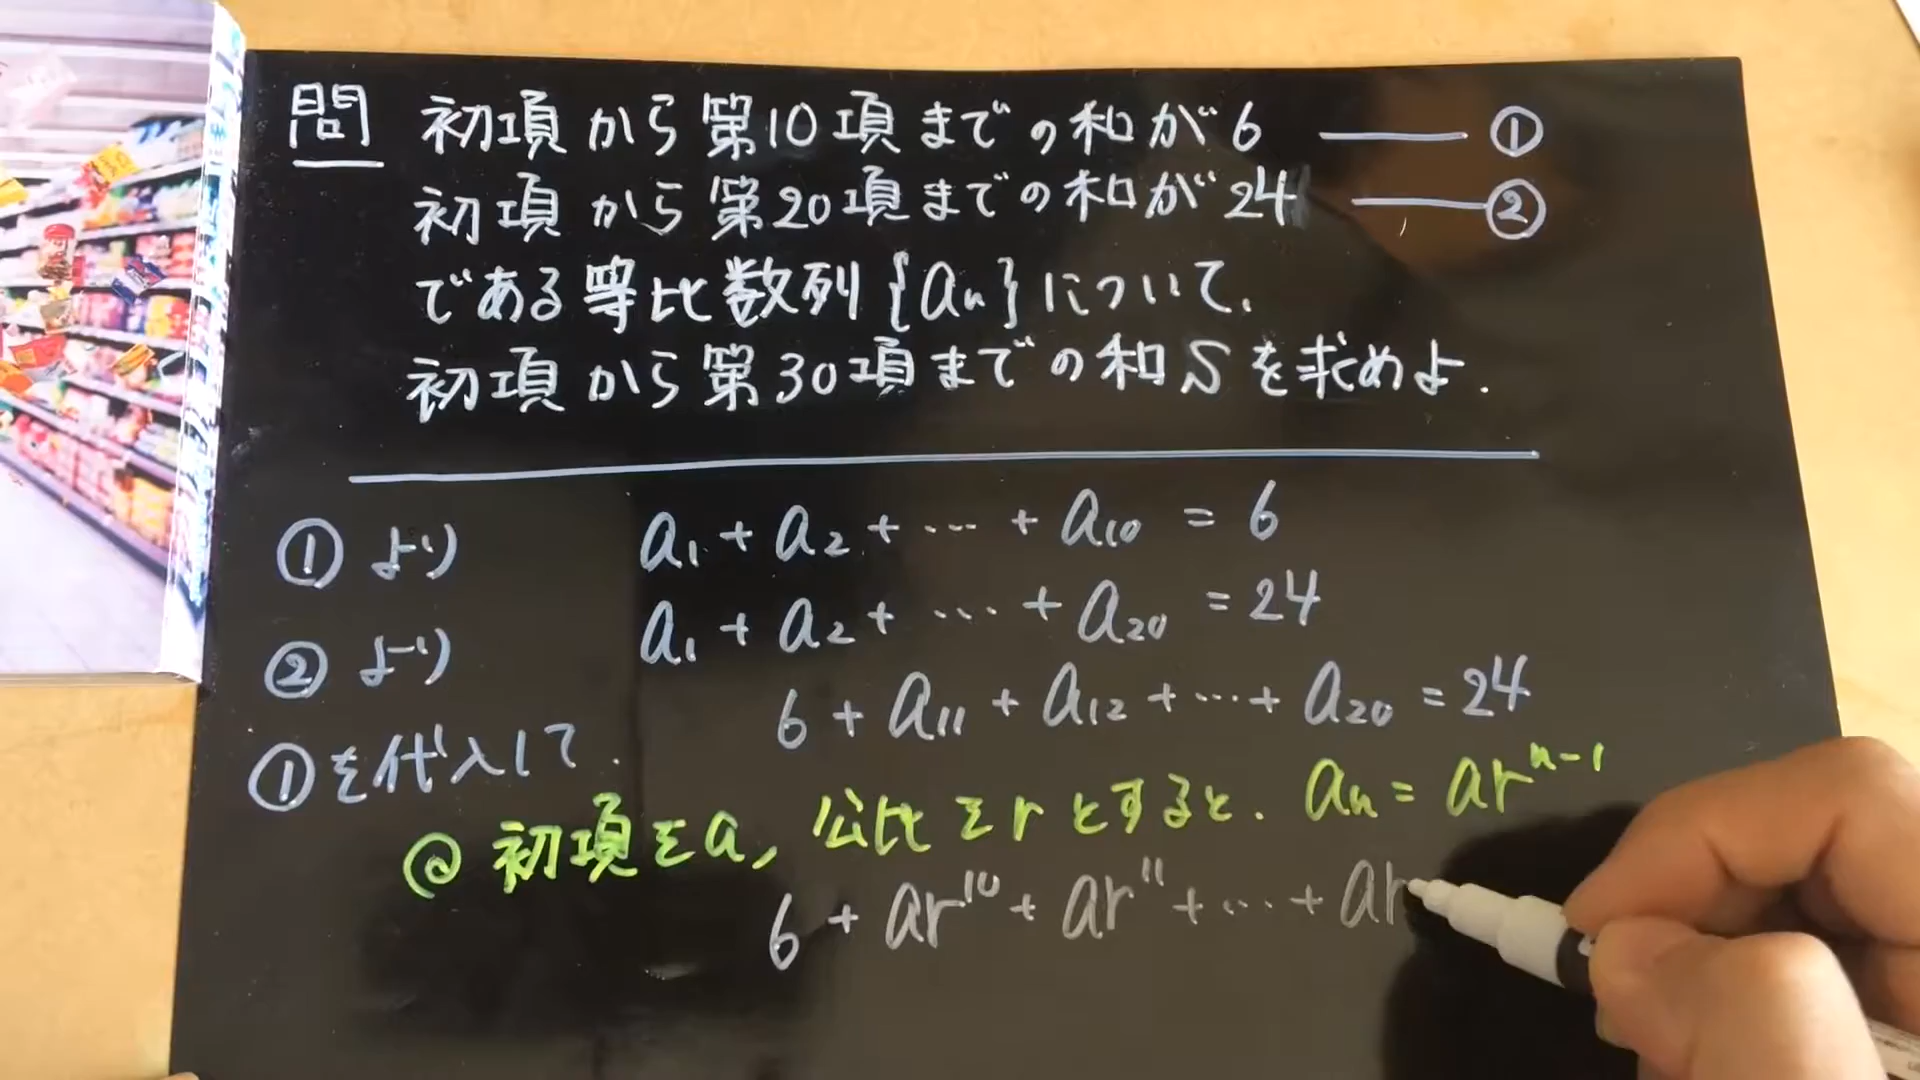 問 初項から第10項までの和が6 ―― ①
初項から第20項までの和が24 ―― ②
である等比数列{aₙ}について、
初項から第30項までの和Sを求めよ.
①より a₁ + a₂ + … + a₁₀ = 6
②より a₁ + a₂ + … + a₂₀ = 24
①を代入して. 6 + a₁₁ + a₁₂ + … + a₂₀ = 24
◎ 初項をa, 公比をrとすると. aₙ = arⁿ⁻¹
6 + ar¹⁰ + ar¹¹ + … + ar